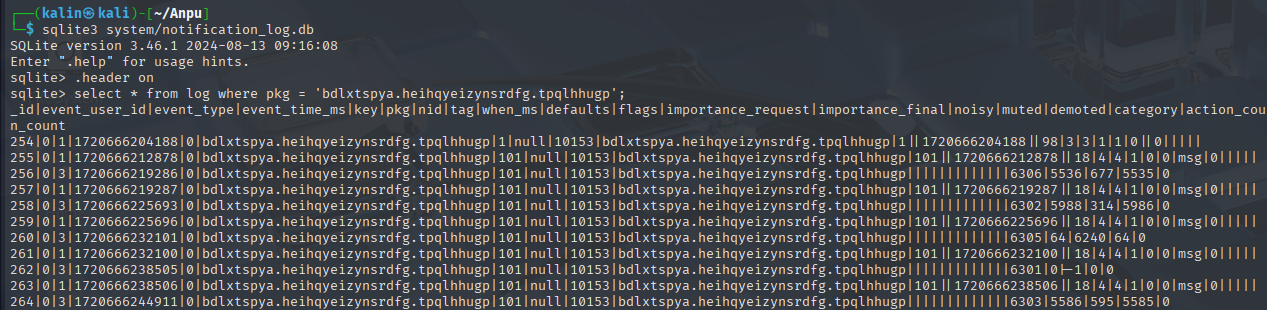 ┌──(kalin㉿kali)-[~/Anpu]
└─$ sqlite3 system/notification_log.db
SQLite version 3.46.1 2024-08-13 09:16:08
Enter ".help" for usage hints.
sqlite> .header on
sqlite> select * from log where pkg = 'bdlxtspya.heihqyeizynsrdfg.tpqlhhugp';
_id|event_user_id|event_type|event_time_ms|key|pkg|nid|tag|when_ms|defaults|flags|importance_request|importance_final|noisy|muted|demoted|category|action_cou
n_count
254|0|1|1720666204188|0|bdlxtspya.heihqyeizynsrdfg.tpqlhhugp|1|null|10153|bdlxtspya.heihqyeizynsrdfg.tpqlhhugp|1||1720666204188||98|3|3|1|1|0||0|||||
255|0|1|1720666212878|0|bdlxtspya.heihqyeizynsrdfg.tpqlhhugp|101|null|10153|bdlxtspya.heihqyeizynsrdfg.tpqlhhugp|101||1720666212878||18|4|4|1|0|0|msg|0|||||
256|0|3|1720666219286|0|bdlxtspya.heihqyeizynsrdfg.tpqlhhugp|101|null|10153|bdlxtspya.heihqyeizynsrdfg.tpqlhhugp|||||||||||||6306|5536|677|5535|0
257|0|1|1720666219287|0|bdlxtspya.heihqyeizynsrdfg.tpqlhhugp|101|null|10153|bdlxtspya.heihqyeizynsrdfg.tpqlhhugp|101||1720666219287||18|4|4|1|0|0|msg|0|||||
258|0|3|1720666225693|0|bdlxtspya.heihqyeizynsrdfg.tpqlhhugp|101|null|10153|bdlxtspya.heihqyeizynsrdfg.tpqlhhugp|||||||||||||6302|5988|314|5986|0
259|0|1|1720666225696|0|bdlxtspya.heihqyeizynsrdfg.tpqlhhugp|101|null|10153|bdlxtspya.heihqyeizynsrdfg.tpqlhhugp|101||1720666225696||18|4|4|1|0|0|msg|0|||||
260|0|3|1720666232101|0|bdlxtspya.heihqyeizynsrdfg.tpqlhhugp|101|null|10153|bdlxtspya.heihqyeizynsrdfg.tpqlhhugp|||||||||||||6305|64|6240|64|0
261|0|1|1720666232100|0|bdlxtspya.heihqyeizynsrdfg.tpqlhhugp|101|null|10153|bdlxtspya.heihqyeizynsrdfg.tpqlhhugp|101||1720666232100||18|4|4|1|0|0|msg|0|||||
262|0|3|1720666238505|0|bdlxtspya.heihqyeizynsrdfg.tpqlhhugp|101|null|10153|bdlxtspya.heihqyeizynsrdfg.tpqlhhugp|||||||||||||6301|0|-1|0|0
263|0|1|1720666238506|0|bdlxtspya.heihqyeizynsrdfg.tpqlhhugp|101|null|10153|bdlxtspya.heihqyeizynsrdfg.tpqlhhugp|101||1720666238506||18|4|4|1|0|0|msg|0|||||
264|0|3|1720666244911|0|bdlxtspya.heihqyeizynsrdfg.tpqlhhugp|101|null|10153|bdlxtspya.heihqyeizynsrdfg.tpqlhhugp|||||||||||||6303|5586|595|5585|0